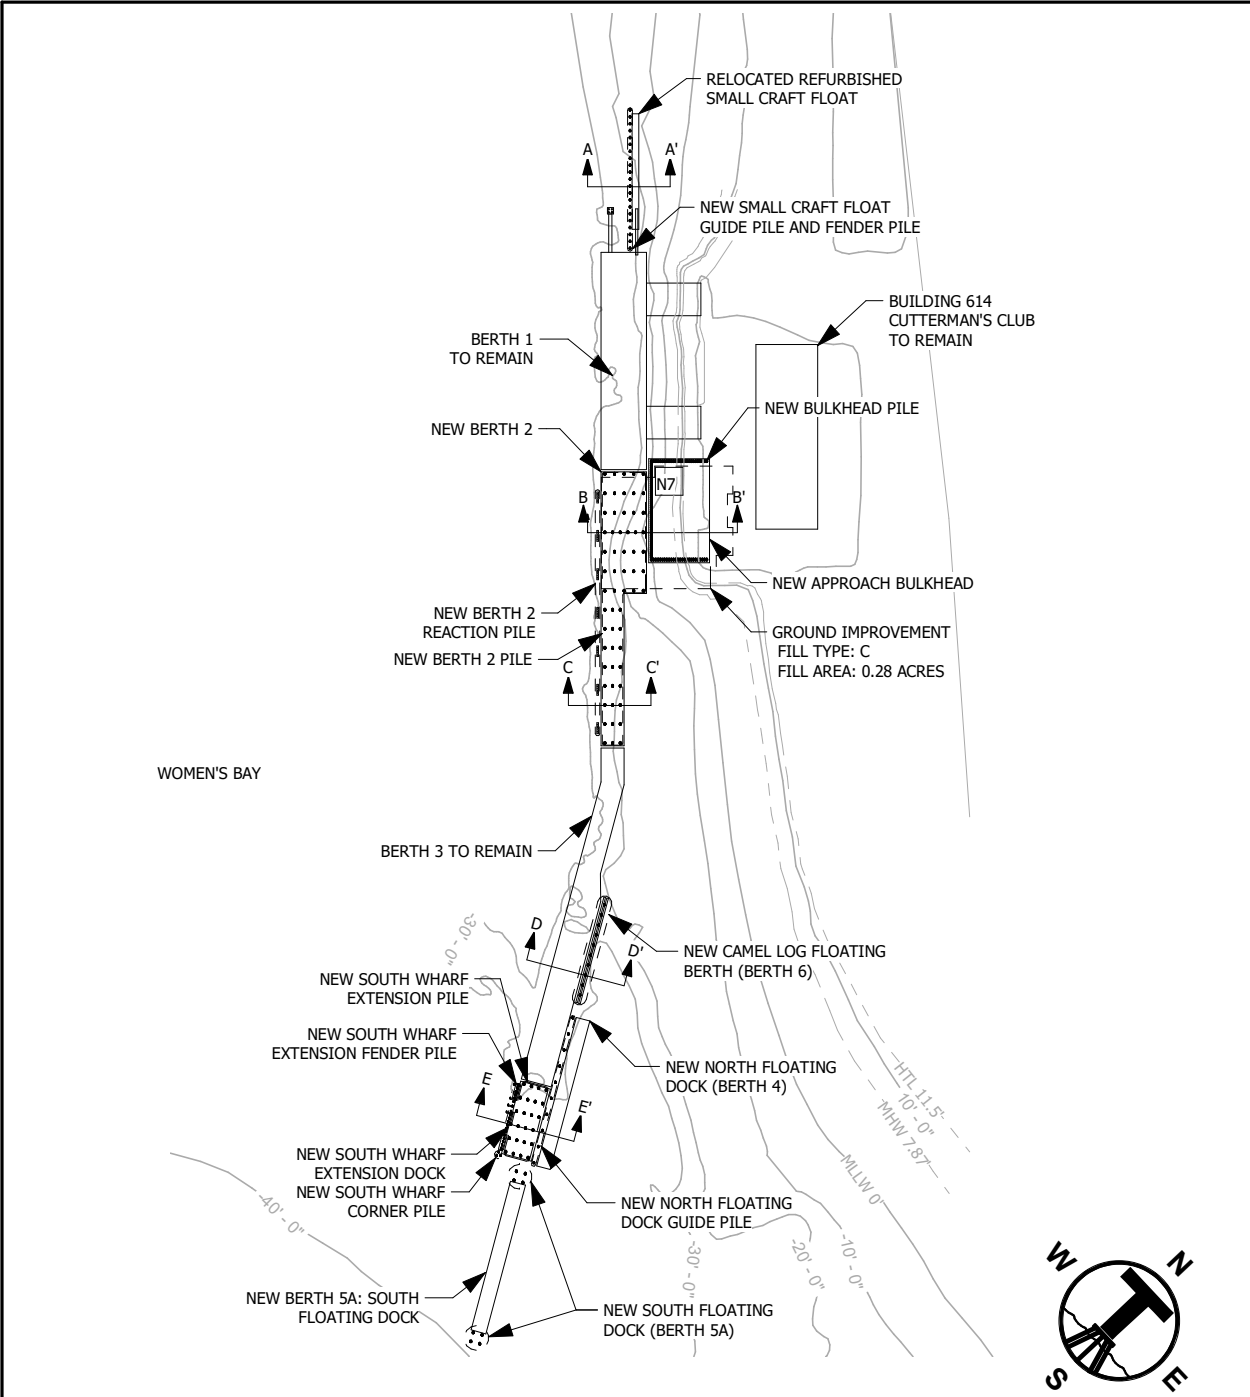 RELOCATED REFURBISHED
SMALL CRAFT FLOAT
A
A'
NEW SMALL CRAFT FLOAT
GUIDE PILE AND FENDER PILE
BUILDING 614
CUTTERMAN'S CLUB
TO REMAIN
BERTH 1
TO REMAIN
NEW BULKHEAD PILE
NEW BERTH 2
N7
B
B'
NEW APPROACH BULKHEAD
NEW BERTH 2
REACTION PILE
GROUND IMPROVEMENT
FILL TYPE: C
FILL AREA: 0.28 ACRES
NEW BERTH 2 PILE
C
C'
WOMEN'S BAY
BERTH 3 TO REMAIN
-30' - 0"
D
D'
NEW CAMEL LOG FLOATING
BERTH (BERTH 6)
NEW SOUTH WHARF
EXTENSION PILE
NEW SOUTH WHARF
EXTENSION FENDER PILE
NEW NORTH FLOATING
DOCK (BERTH 4)
E
E'
HTL 11.5'
10' - 0"
MHW 7.87'
MLLW 0'
NEW SOUTH WHARF
EXTENSION DOCK
NEW SOUTH WHARF
CORNER PILE
NEW NORTH FLOATING
DOCK GUIDE PILE
-40' - 0"
-30' - 0"
-20' - 0"
-10' - 0"
NEW BERTH 5A: SOUTH
FLOATING DOCK
NEW SOUTH FLOATING
DOCK (BERTH 5A)
W
N
S
E